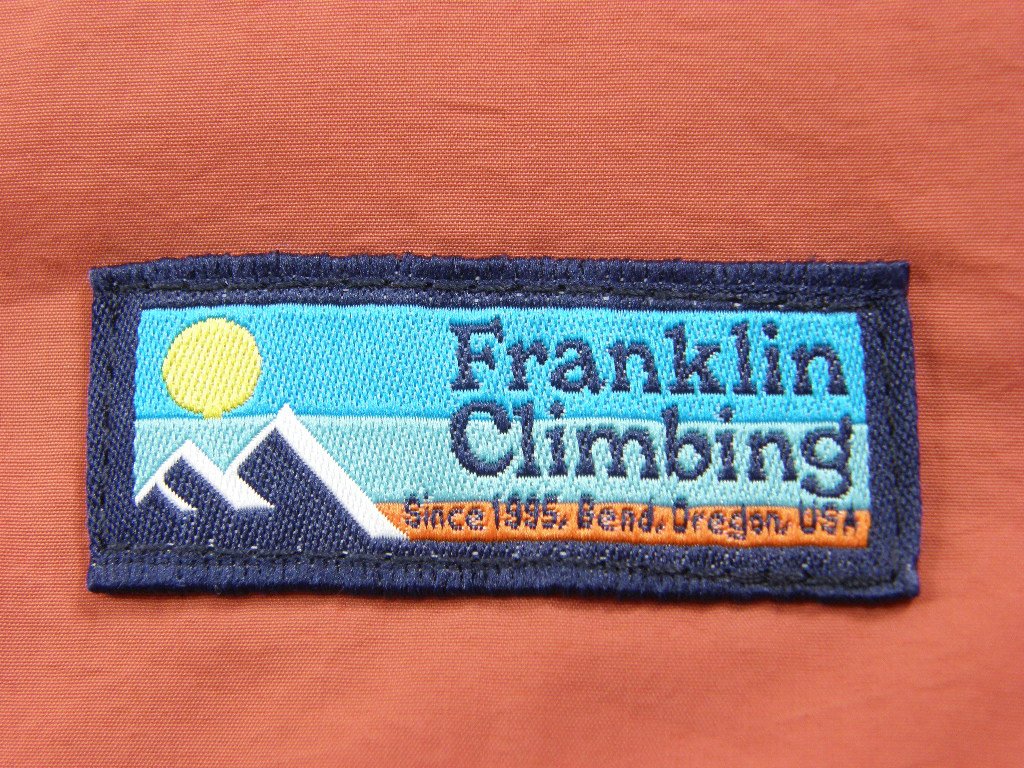 Franklin
Climbing
Since 1995, Bend, Oregon, USA